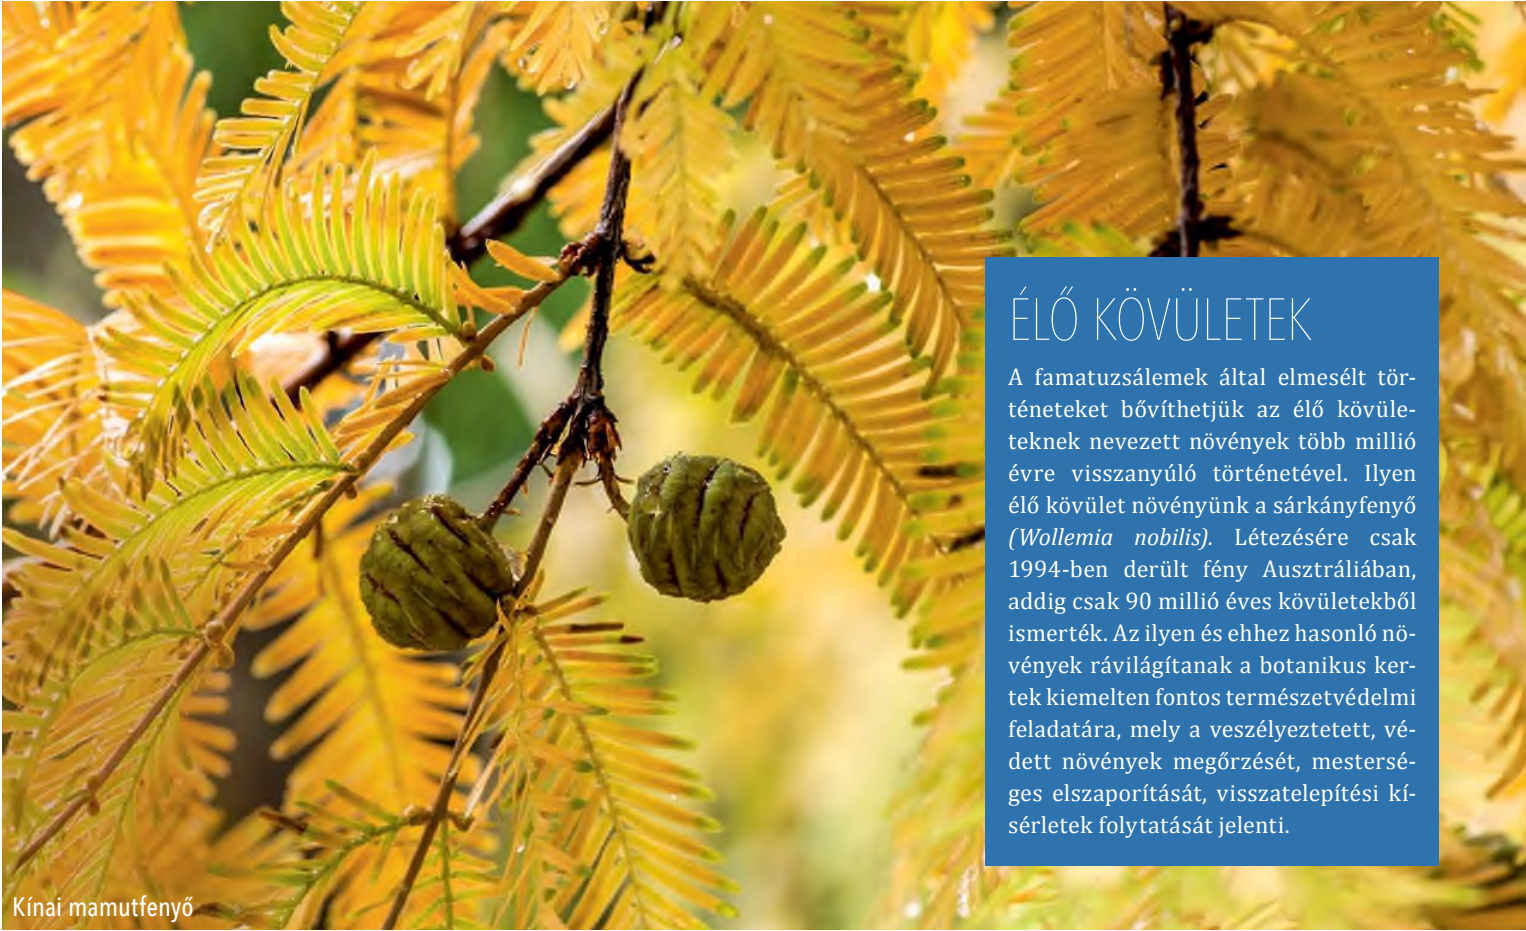 ÉLŐ KÖVÜLETEK
A famatuzsálemek által elmesélt tör-
téneteket bővíthetjük az élő kövüle-
teknek nevezett növények több millió
évre visszanyúló történetével. Ilyen
élő kövület növényünk a sárkányfenyő
(Wollemia nobilis). Létezésére csak
1994-ben derült fény Ausztráliában,
addig csak 90 millió éves kövületekből
ismerték. Az ilyen és ehhez hasonló nö-
vények rávilágítanak a botanikus ker-
tek kiemelten fontos természetvédelmi
feladatára, mely a veszélyeztetett, vé-
dett növények megőrzését, mestersé-
ges elszaporítását, visszatelepítési kí-
sérletek folytatását jelenti.
Kínai mamutfenyő